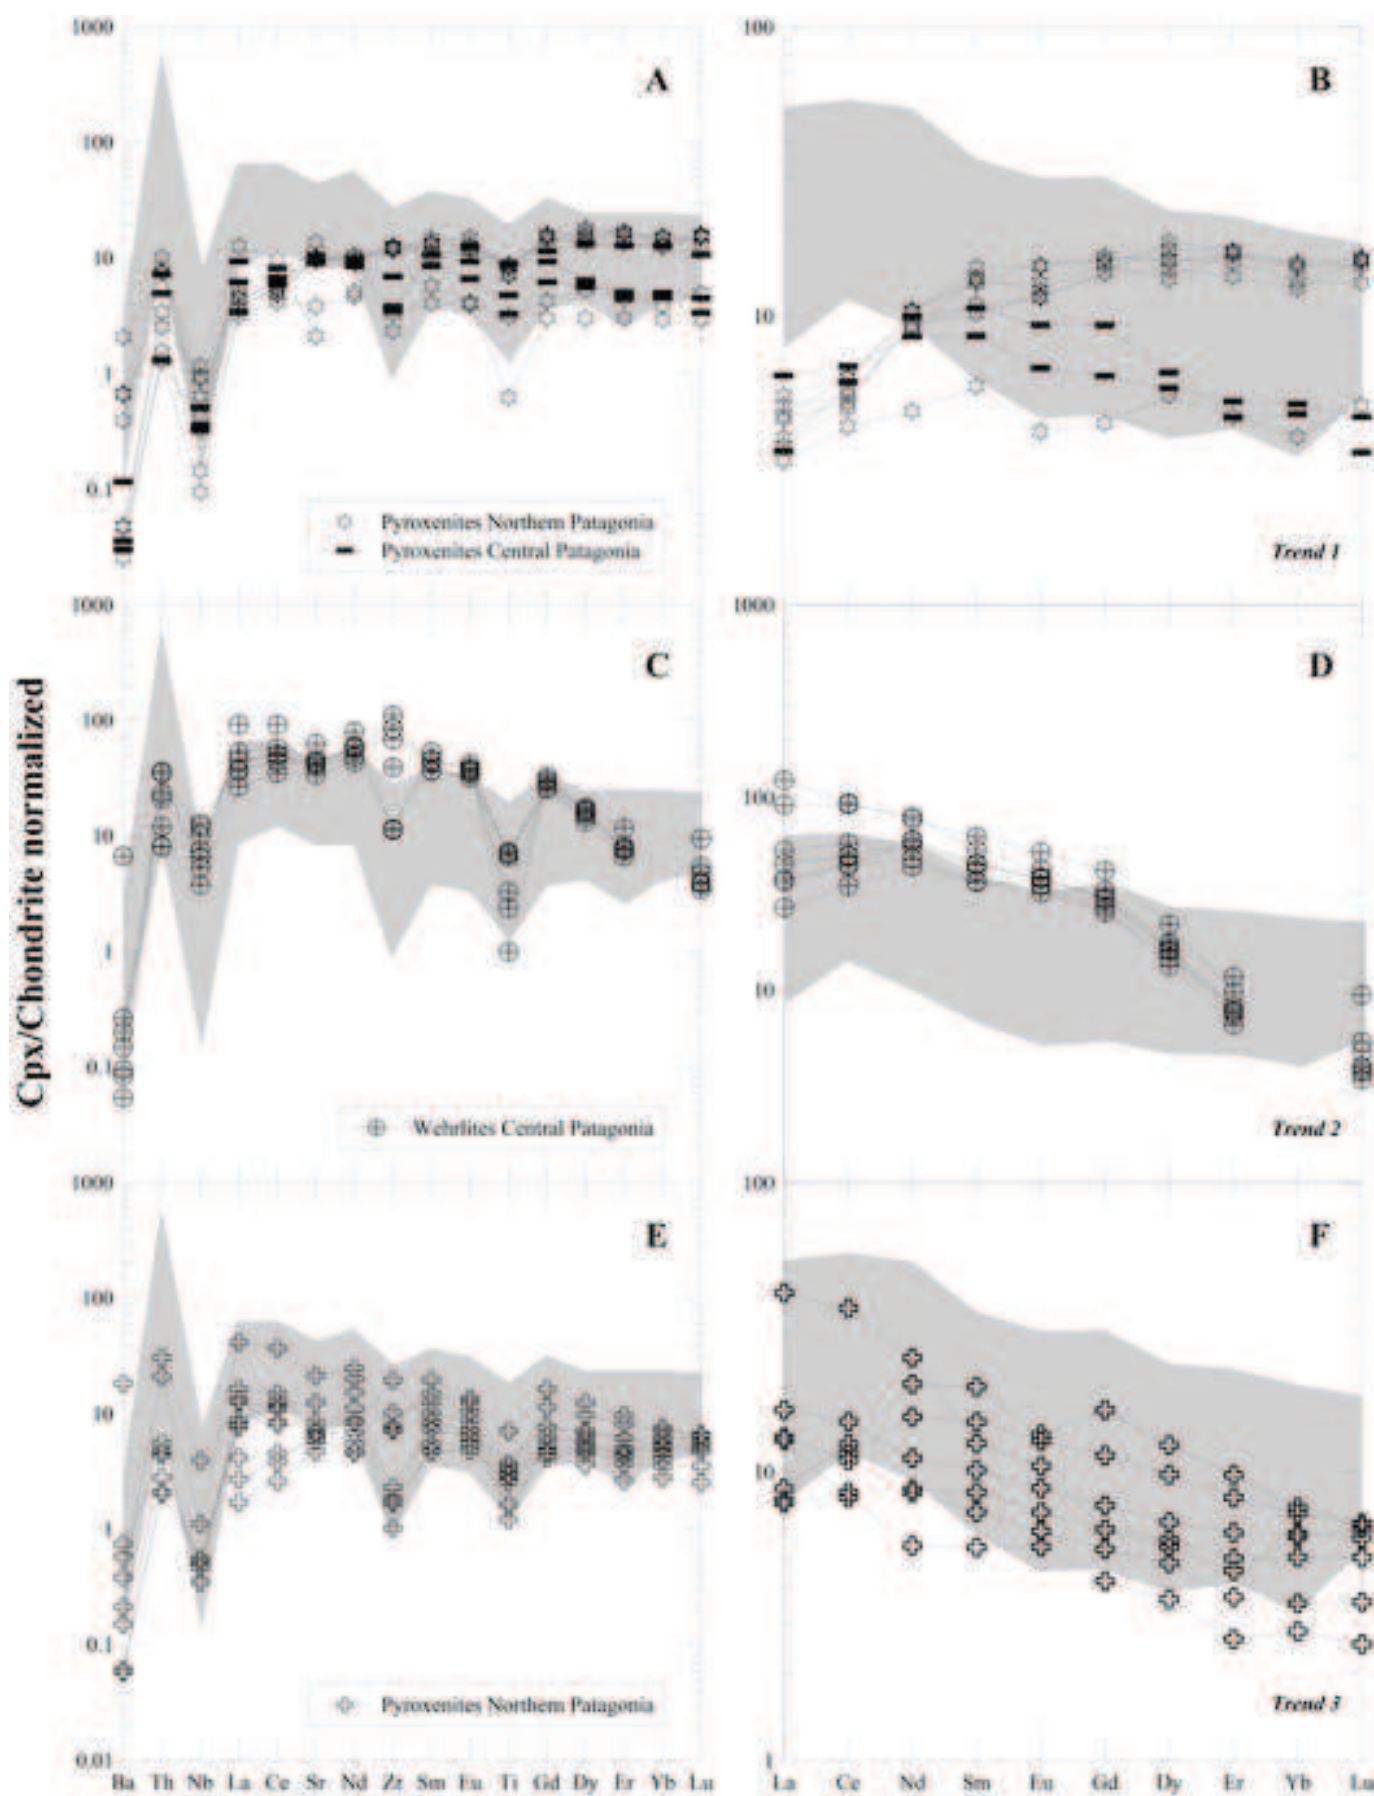 Cpx/Chondrite normalized
1000
100
10
1
0.1
A
Pyroxenites Northern Patagonia
Pyroxenites Central Patagonia
100
10
B
Trend 1
1000
100
10
1
0.1
C
Wehrlites Central Patagonia
1000
100
10
D
Trend 2
1000
100
10
1
0.1
0.01
E
Pyroxenites Northern Patagonia
Ba Th Nb La Ce Sr Nd Zr Sm Eu Ti Gd Dy Er Yb Lu
100
10
1
F
Trend 3
La Ce Nd Sm Eu Gd Dy Er Yb Lu